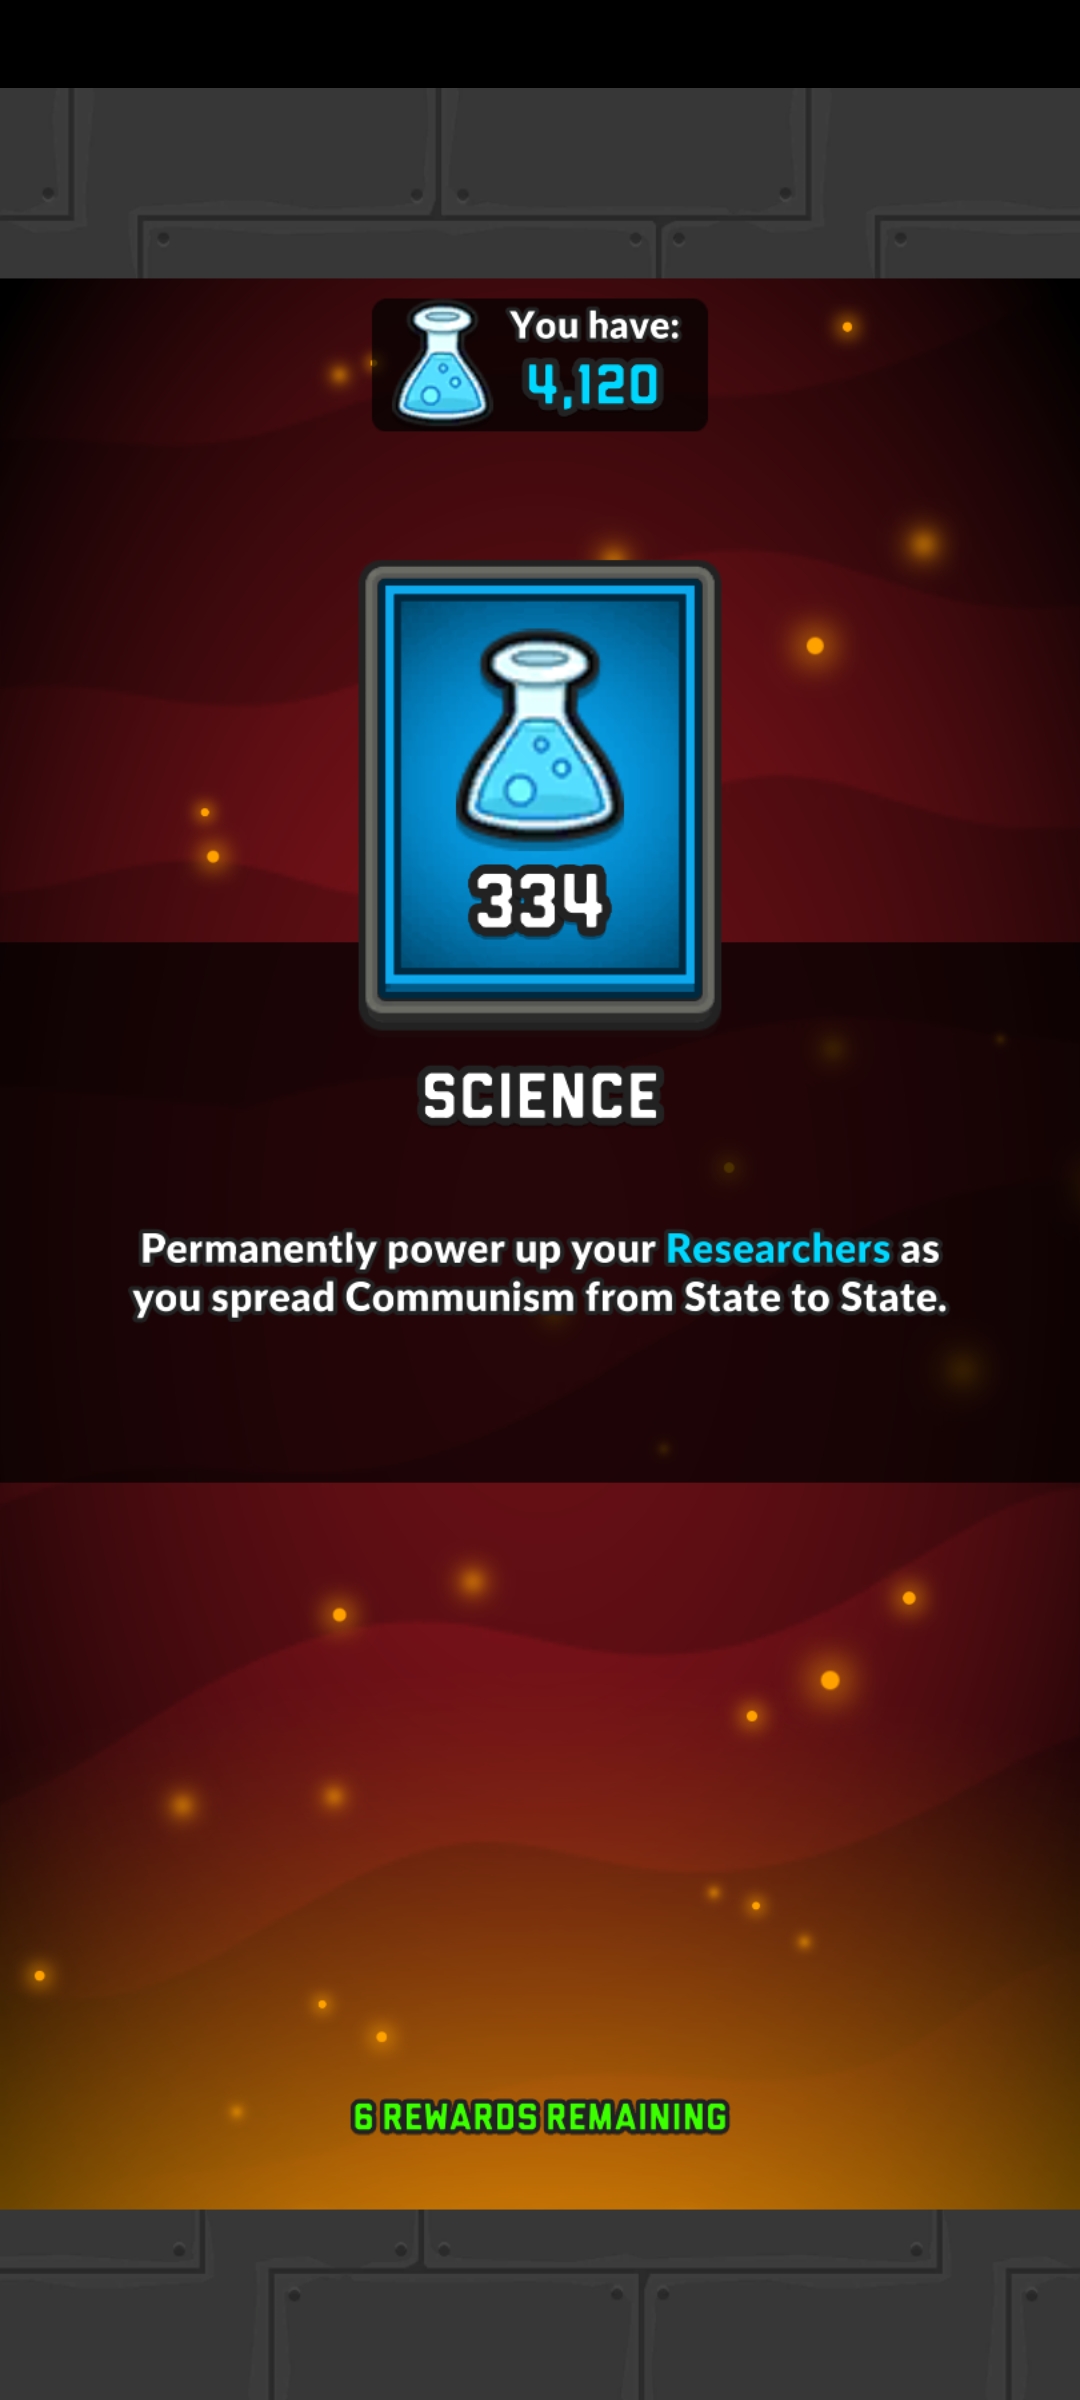 You have:
4,120
334
SCIENCE
Permanently power up your Researchers as
you spread Communism from State to State.
6 REWARDS REMAINING